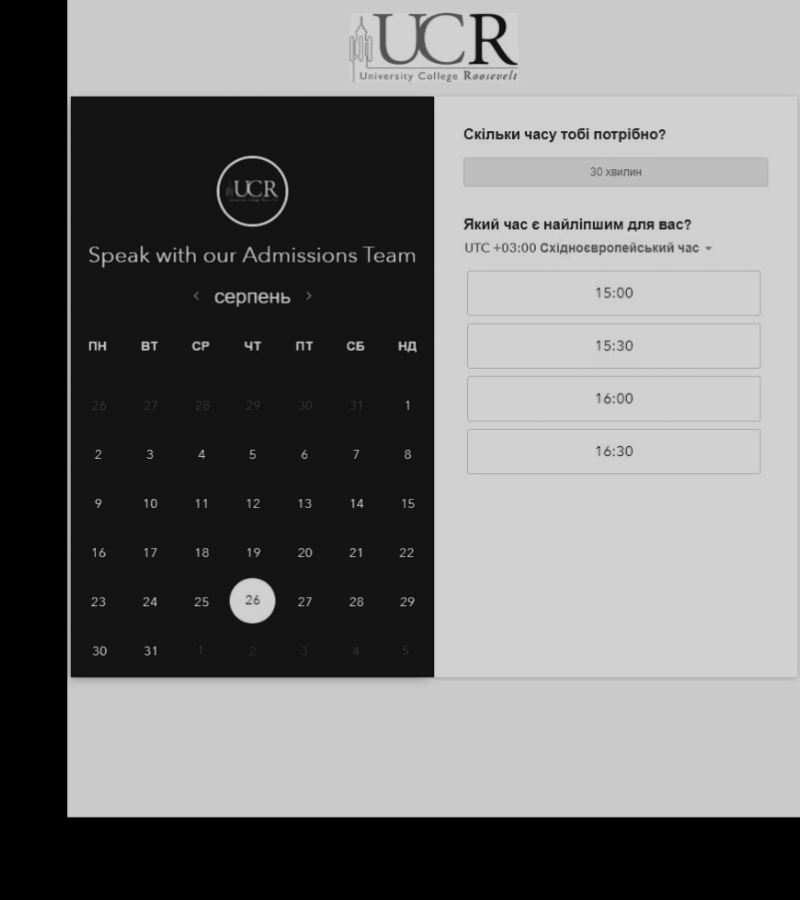 UCR
University College Roosevelt
UCR
Speak with our Admissions Team
< серпень >
ПН ВТ СР ЧТ ПТ СБ НД
26 27 28 29 30 31 1
2 3 4 5 6 7 8
9 10 11 12 13 14 15
16 17 18 19 20 21 22
23 24 25 26 27 28 29
30 31 1 2 3 4 5
Скільки часу тобі потрібно?
30 хвилин
Який час є найліпшим для вас?
UTC +03:00 Східноєвропейський час
15:00
15:30
16:00
16:30